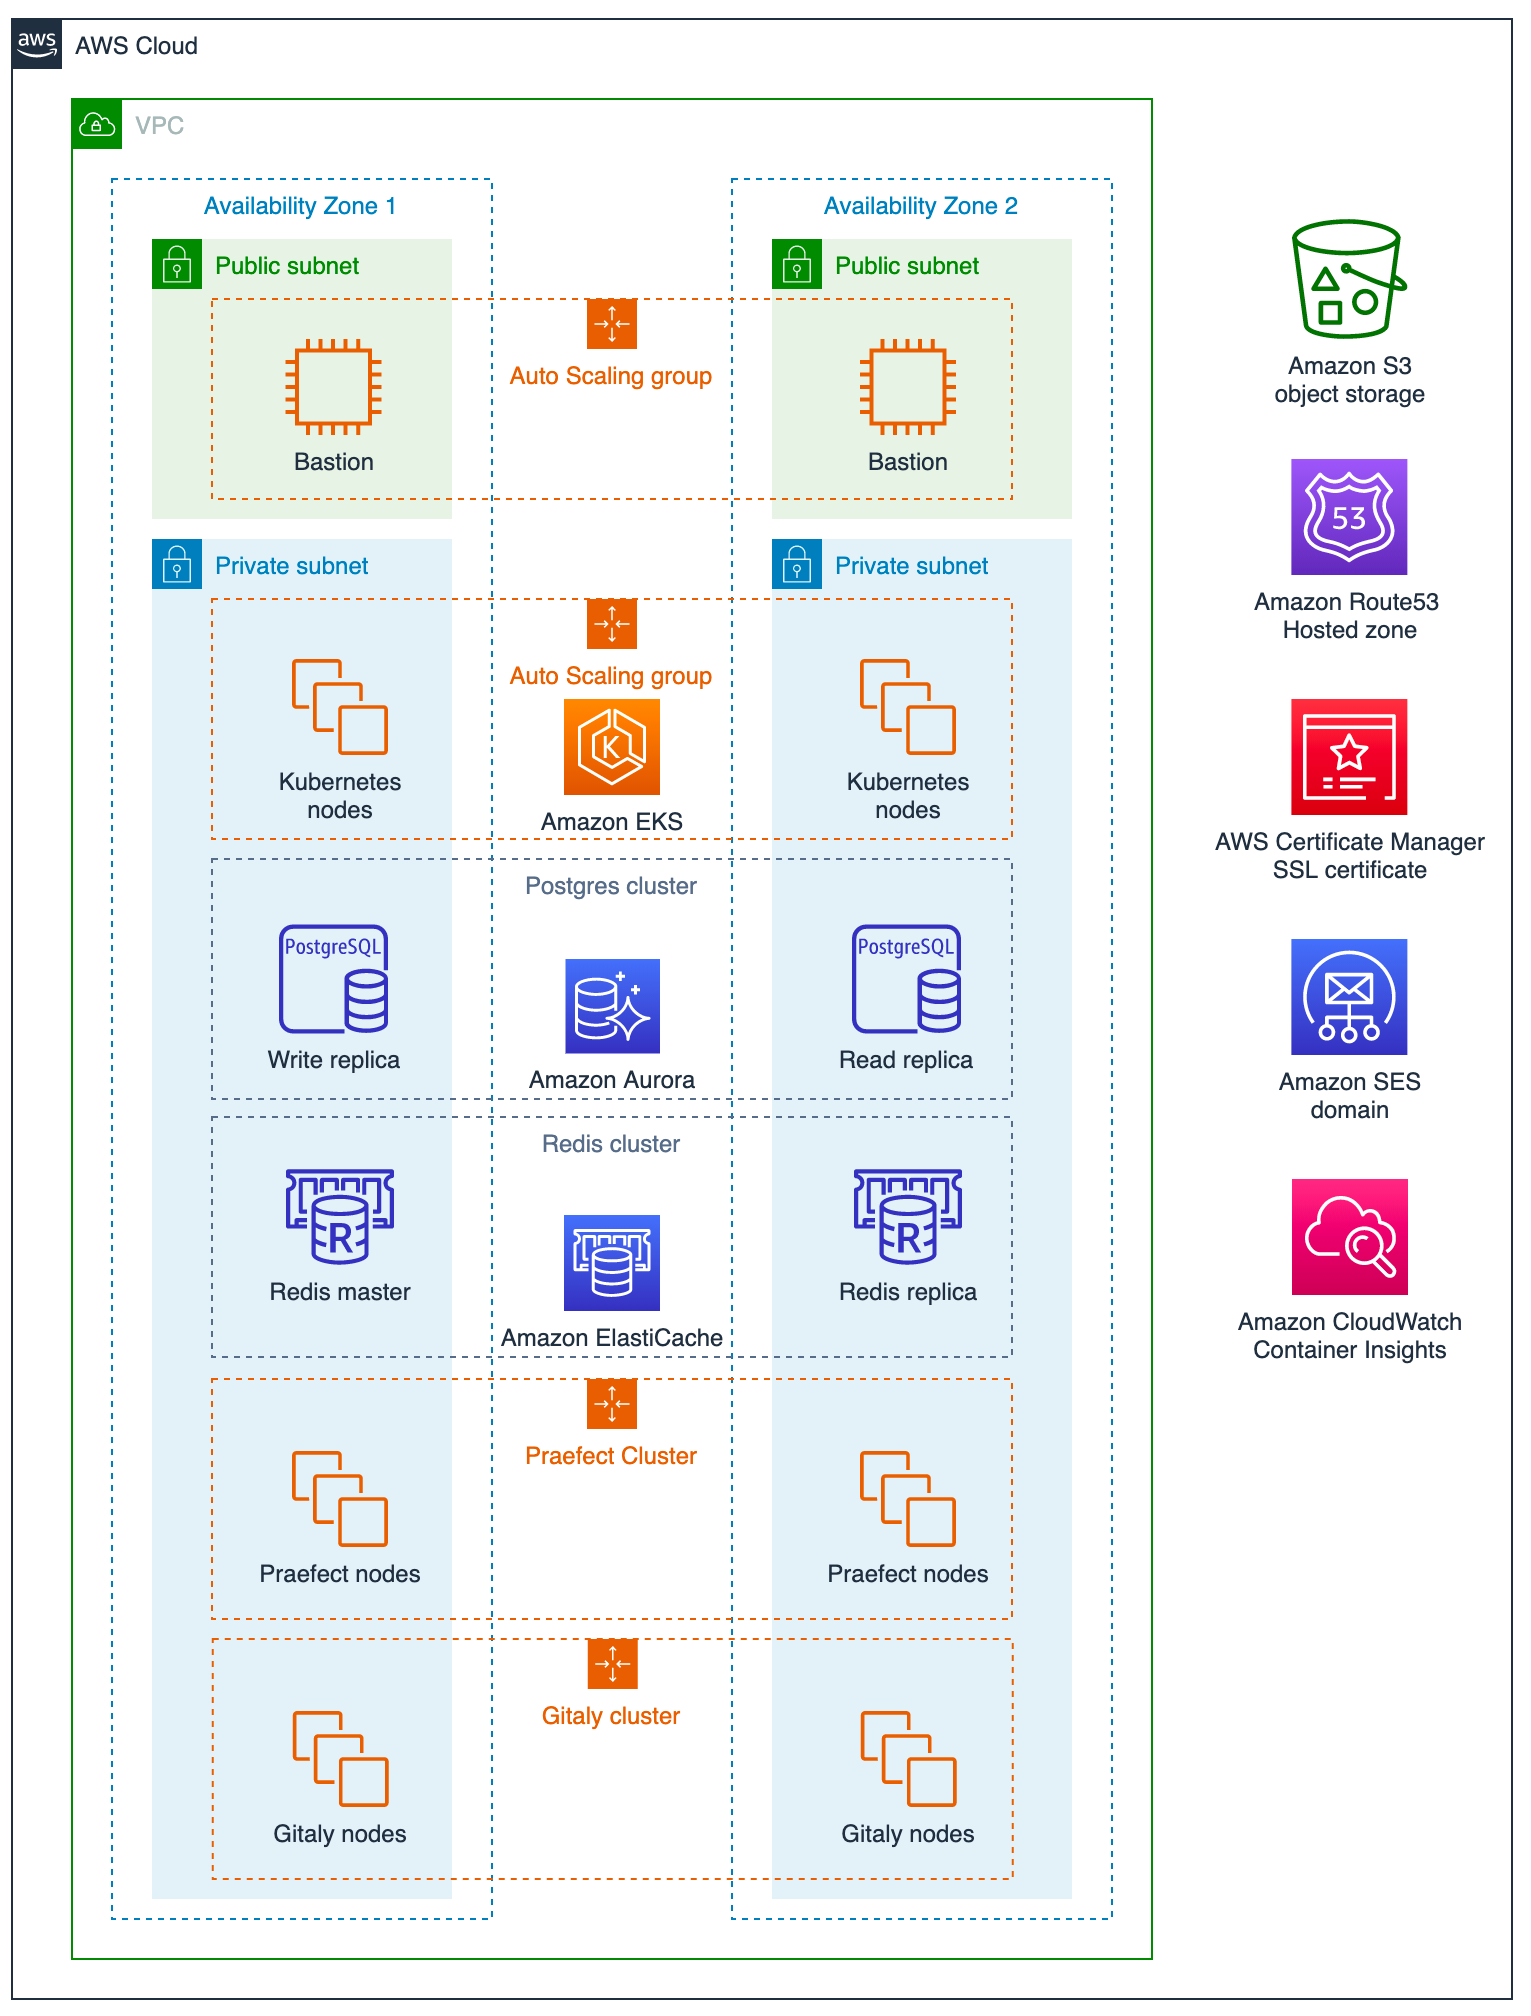 aws
AWS Cloud
VPC
Availability Zone 1
Availability Zone 2
Public subnet
Public subnet
Auto Scaling group
Bastion
Bastion
Private subnet
Private subnet
Auto Scaling group
K
Kubernetes
nodes
Kubernetes
nodes
Amazon EKS
Postgres cluster
PostgreSQL
PostgreSQL
Write replica
Read replica
Amazon Aurora
Redis cluster
R
R
Redis master
Redis replica
Amazon ElastiCache
Praefect Cluster
Praefect nodes
Praefect nodes
Gitaly cluster
Gitaly nodes
Gitaly nodes
Amazon S3
object storage
53
Amazon Route53
Hosted zone
AWS Certificate Manager
SSL certificate
Amazon SES
domain
Amazon CloudWatch
Container Insights